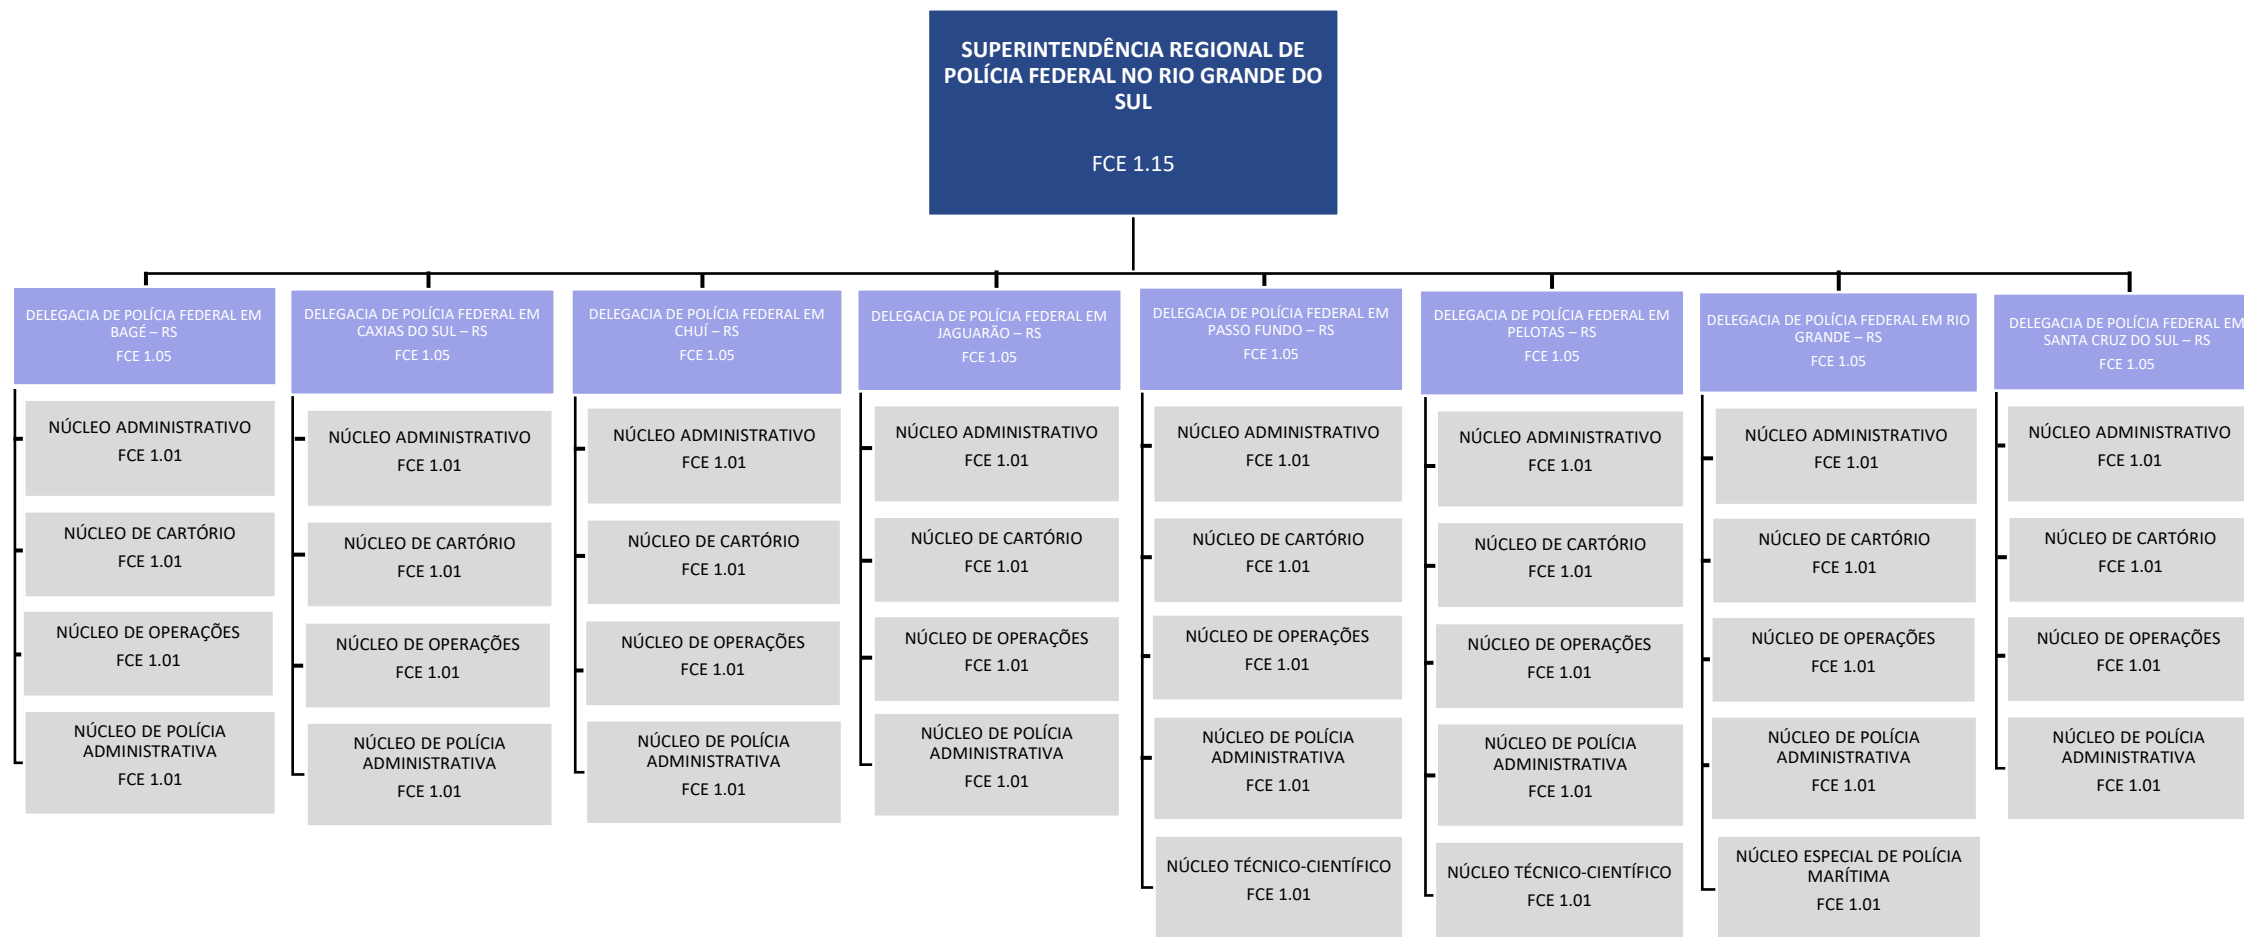 SUPERINTENDÊNCIA REGIONAL DE
POLÍCIA FEDERAL NO RIO GRANDE DO
SUL
FCE 1.15
DELEGACIA DE POLÍCIA FEDERAL EM
BAGÉ – RS
FCE 1.05
NÚCLEO ADMINISTRATIVO
FCE 1.01
NÚCLEO DE CARTÓRIO
FCE 1.01
NÚCLEO DE OPERAÇÕES
FCE 1.01
NÚCLEO DE POLÍCIA
ADMINISTRATIVA
FCE 1.01
DELEGACIA DE POLÍCIA FEDERAL EM
CAXIAS DO SUL – RS
FCE 1.05
NÚCLEO ADMINISTRATIVO
FCE 1.01
NÚCLEO DE CARTÓRIO
FCE 1.01
NÚCLEO DE OPERAÇÕES
FCE 1.01
NÚCLEO DE POLÍCIA
ADMINISTRATIVA
FCE 1.01
DELEGACIA DE POLÍCIA FEDERAL EM
CHUÍ – RS
FCE 1.05
NÚCLEO ADMINISTRATIVO
FCE 1.01
NÚCLEO DE CARTÓRIO
FCE 1.01
NÚCLEO DE OPERAÇÕES
FCE 1.01
NÚCLEO DE POLÍCIA
ADMINISTRATIVA
FCE 1.01
DELEGACIA DE POLÍCIA FEDERAL EM
JAGUARÃO – RS
FCE 1.05
NÚCLEO ADMINISTRATIVO
FCE 1.01
NÚCLEO DE CARTÓRIO
FCE 1.01
NÚCLEO DE OPERAÇÕES
FCE 1.01
NÚCLEO DE POLÍCIA
ADMINISTRATIVA
FCE 1.01
DELEGACIA DE POLÍCIA FEDERAL EM
PASSO FUNDO – RS
FCE 1.05
NÚCLEO ADMINISTRATIVO
FCE 1.01
NÚCLEO DE CARTÓRIO
FCE 1.01
NÚCLEO DE OPERAÇÕES
FCE 1.01
NÚCLEO DE POLÍCIA
ADMINISTRATIVA
FCE 1.01
NÚCLEO TÉCNICO-CIENTÍFICO
FCE 1.01
DELEGACIA DE POLÍCIA FEDERAL EM
PELOTAS – RS
FCE 1.05
NÚCLEO ADMINISTRATIVO
FCE 1.01
NÚCLEO DE CARTÓRIO
FCE 1.01
NÚCLEO DE OPERAÇÕES
FCE 1.01
NÚCLEO DE POLÍCIA
ADMINISTRATIVA
FCE 1.01
NÚCLEO TÉCNICO-CIENTÍFICO
FCE 1.01
DELEGACIA DE POLÍCIA FEDERAL EM RIO
GRANDE – RS
FCE 1.05
NÚCLEO ADMINISTRATIVO
FCE 1.01
NÚCLEO DE CARTÓRIO
FCE 1.01
NÚCLEO DE OPERAÇÕES
FCE 1.01
NÚCLEO DE POLÍCIA
ADMINISTRATIVA
FCE 1.01
NÚCLEO ESPECIAL DE POLÍCIA
MARÍTIMA
FCE 1.01
DELEGACIA DE POLÍCIA FEDERAL EM
SANTA CRUZ DO SUL – RS
FCE 1.05
NÚCLEO ADMINISTRATIVO
FCE 1.01
NÚCLEO DE CARTÓRIO
FCE 1.01
NÚCLEO DE OPERAÇÕES
FCE 1.01
NÚCLEO DE POLÍCIA
ADMINISTRATIVA
FCE 1.01